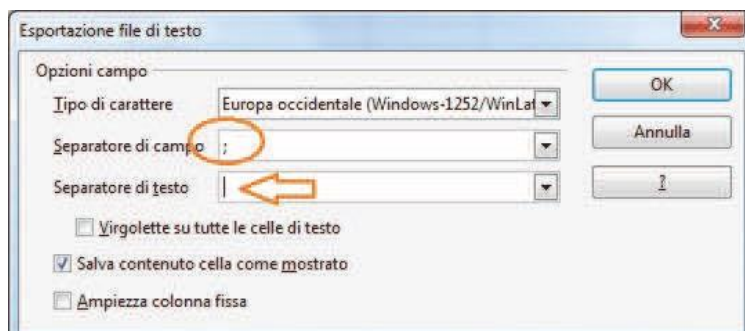 Esportazione file di testo
Opzioni campo
Tipo di carattere Europa occidentale (Windows-1252/WinLat
OK
Separatore di campo ;
Annulla
Separatore di testo
?
Virgolette su tutte le celle di testo
Salva contenuto cella come mostrato
Ampiezza colonna fissa